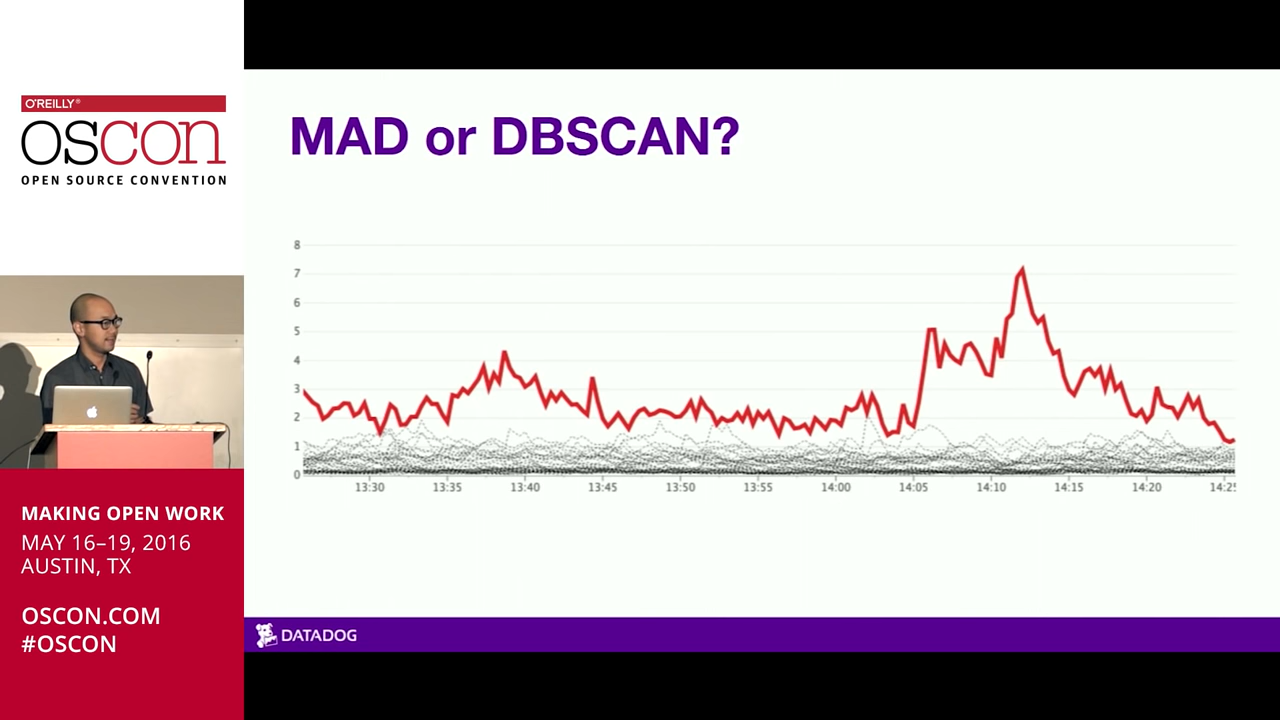 O'REILLY®
OSCON
OPEN SOURCE CONVENTION
MAKING OPEN WORK
MAY 16–19, 2016
AUSTIN, TX
OSCON.COM
#OSCON
MAD or DBSCAN?
8
7
6
5
4
3
2
1
0
13:30 13:35 13:40 13:45 13:50 13:55 14:00 14:05 14:10 14:15 14:20 14:25
DATADOG